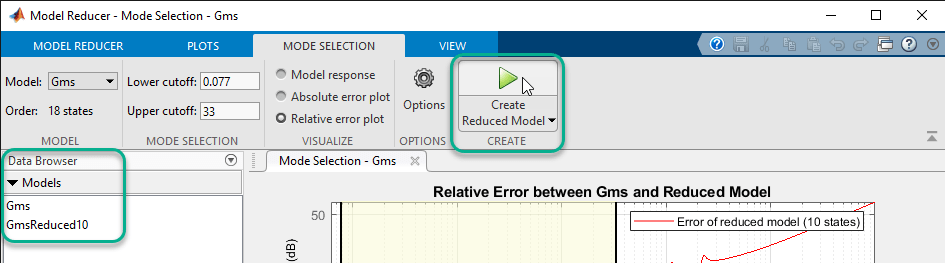 Model Reducer - Mode Selection - Gms
MODEL REDUCER PLOTS MODE SELECTION VIEW
Model: Gms Lower cutoff: 0.077 Model response
Absolute error plot Options Create
Order: 18 states Upper cutoff: 33 Relative error plot Reduced Model
MODEL MODE SELECTION VISUALIZE OPTIONS CREATE
Data Browser Mode Selection - Gms
Models
Relative Error between Gms and Reduced Model
Gms
50 Error of reduced model (10 states)
GmsReduced10
(dB)